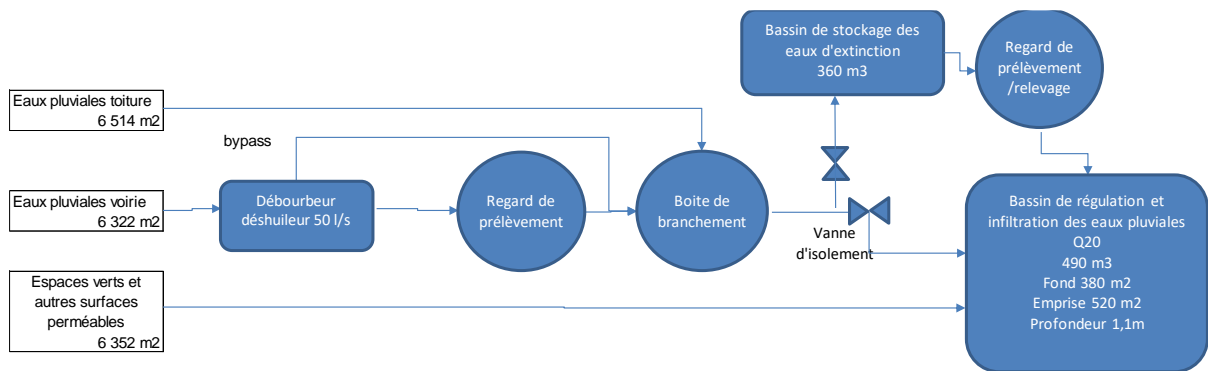 Bassin de stockage des
eaux d'extinction
360 m3
Regard de
prélèvement
/relevage
Eaux pluviales toiture
6 514 m2
bypass
Eaux pluviales voirie
6 322 m2
Débourbeur
déshuileur 50 l/s
Regard de
prélèvement
Boite de
branchement
Vanne
d'isolement
Bassin de régulation et
infiltration des eaux pluviales
Q20
490 m3
Fond 380 m2
Emprise 520 m2
Profondeur 1,1m
Espaces verts et
autres surfaces
perméables
6 352 m2